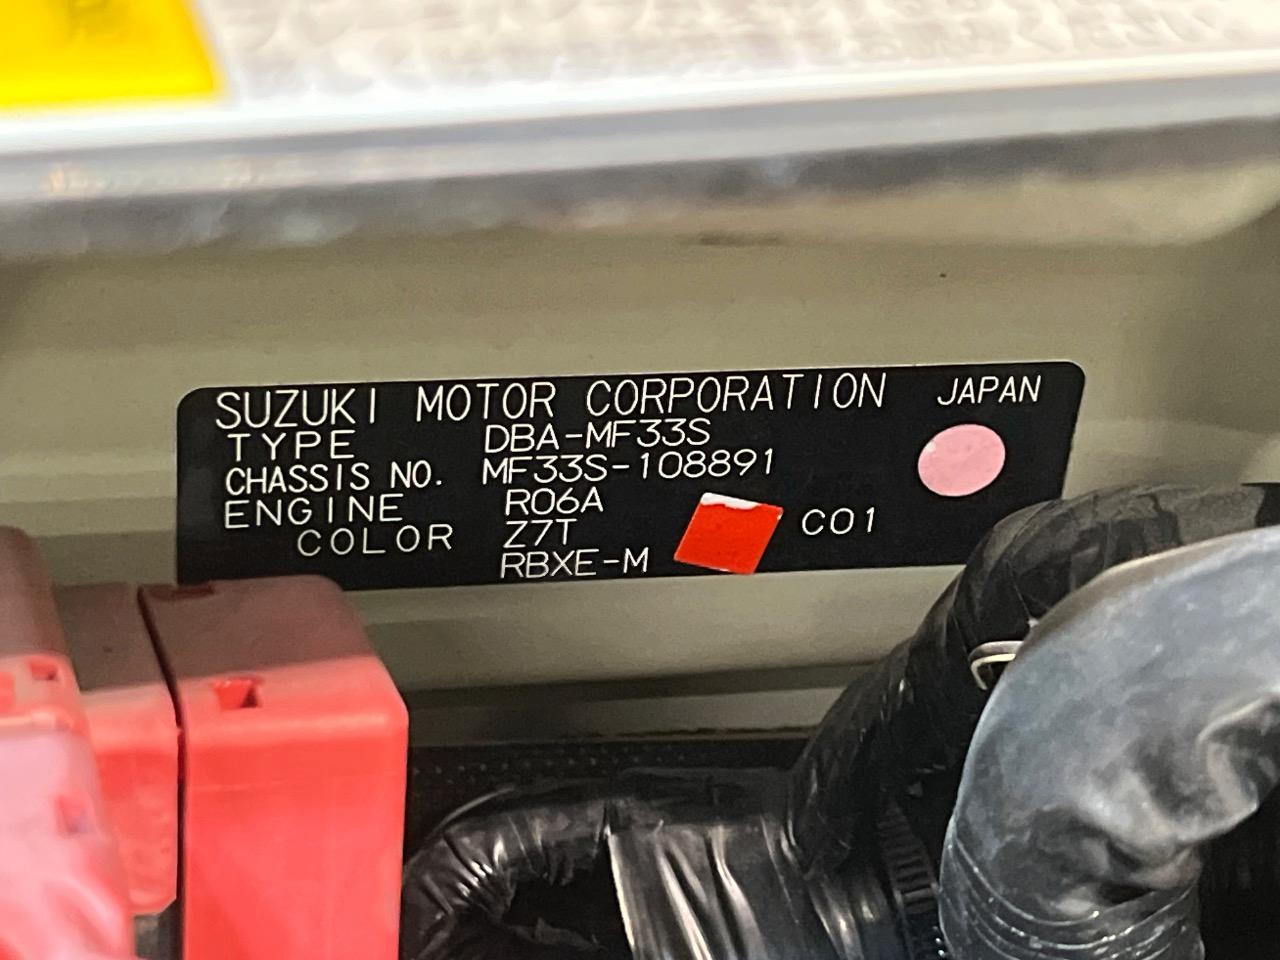 SUZUKI MOTOR CORPORATION JAPAN
TYPE DBA-MF33S
CHASSIS NO. MF33S-108891
ENGINE R06A
COLOR Z7T C01
RBXE-M